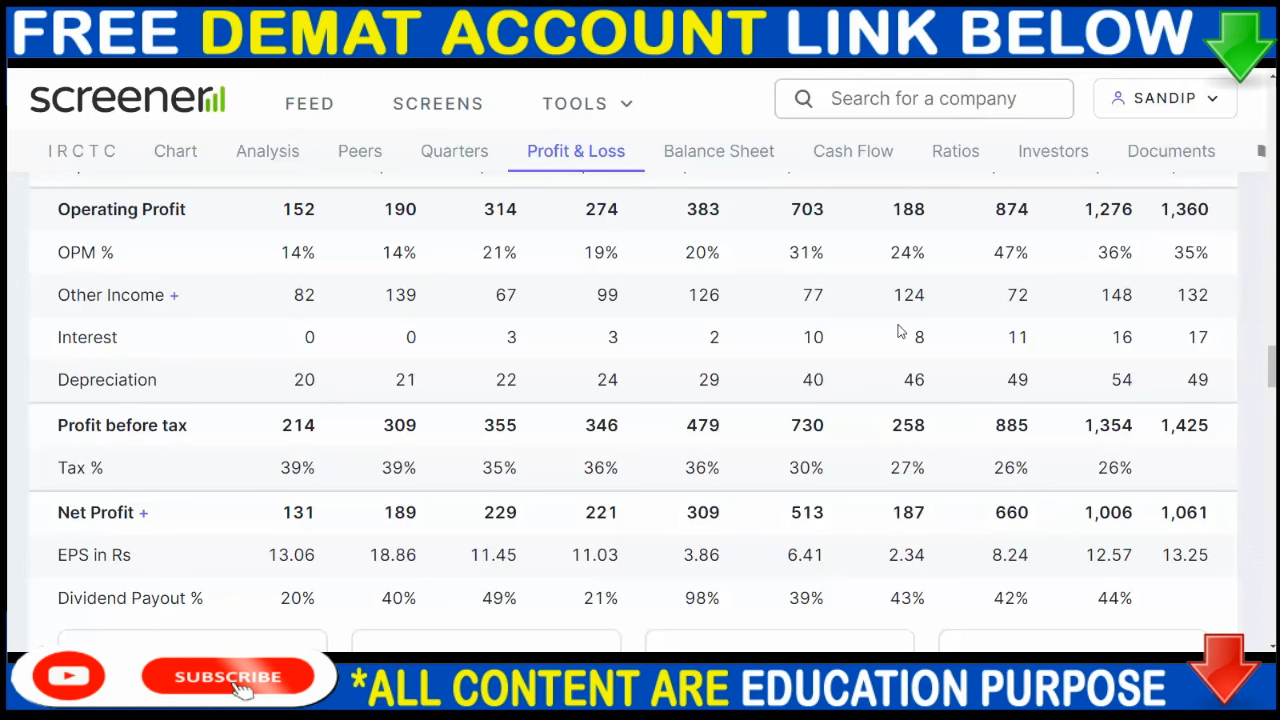 FREE DEMAT ACCOUNT LINK BELOW
screener
FEED SCREENS TOOLS
Search for a company
SANDIP
I R C T C Chart Analysis Peers Quarters Profit & Loss Balance Sheet Cash Flow Ratios Investors Documents
Operating Profit 152 190 314 274 383 703 188 874 1,276 1,360
OPM % 14% 14% 21% 19% 20% 31% 24% 47% 36% 35%
Other Income + 82 139 67 99 126 77 124 72 148 132
Interest 0 0 3 3 2 10 8 11 16 17
Depreciation 20 21 22 24 29 40 46 49 54 49
Profit before tax 214 309 355 346 479 730 258 885 1,354 1,425
Tax % 39% 39% 35% 36% 36% 30% 27% 26% 26%
Net Profit + 131 189 229 221 309 513 187 660 1,006 1,061
EPS in Rs 13.06 18.86 11.45 11.03 3.86 6.41 2.34 8.24 12.57 13.25
Dividend Payout % 20% 40% 49% 21% 98% 39% 43% 42% 44%
SUBSCRIBE
*ALL CONTENT ARE EDUCATION PURPOSE